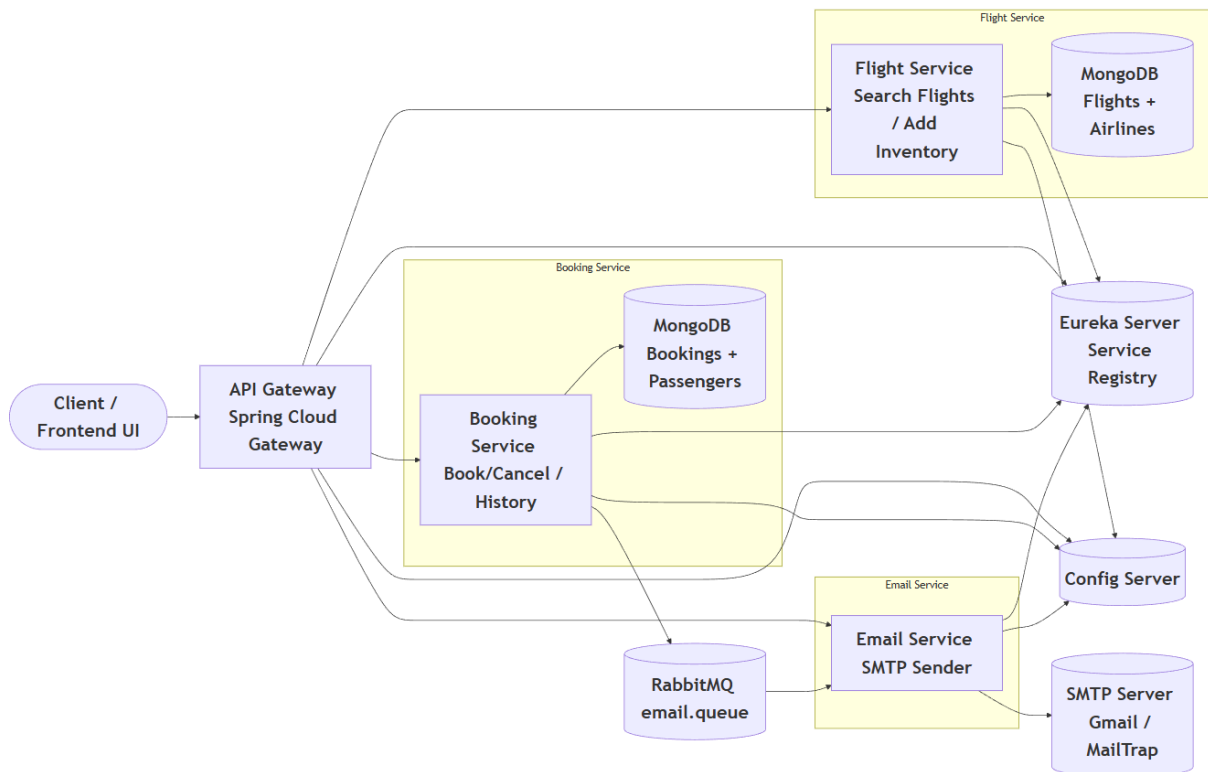 Flight Service
Flight Service
Search Flights
/ Add
Inventory
MongoDB
Flights +
Airlines
Booking Service
MongoDB
Bookings +
Passengers
Eureka Server
Service
Registry
Client /
Frontend UI
API Gateway
Spring Cloud
Gateway
Booking
Service
Book/Cancel /
History
Config Server
Email Service
Email Service
SMTP Sender
RabbitMQ
email.queue
SMTP Server
Gmail /
MailTrap